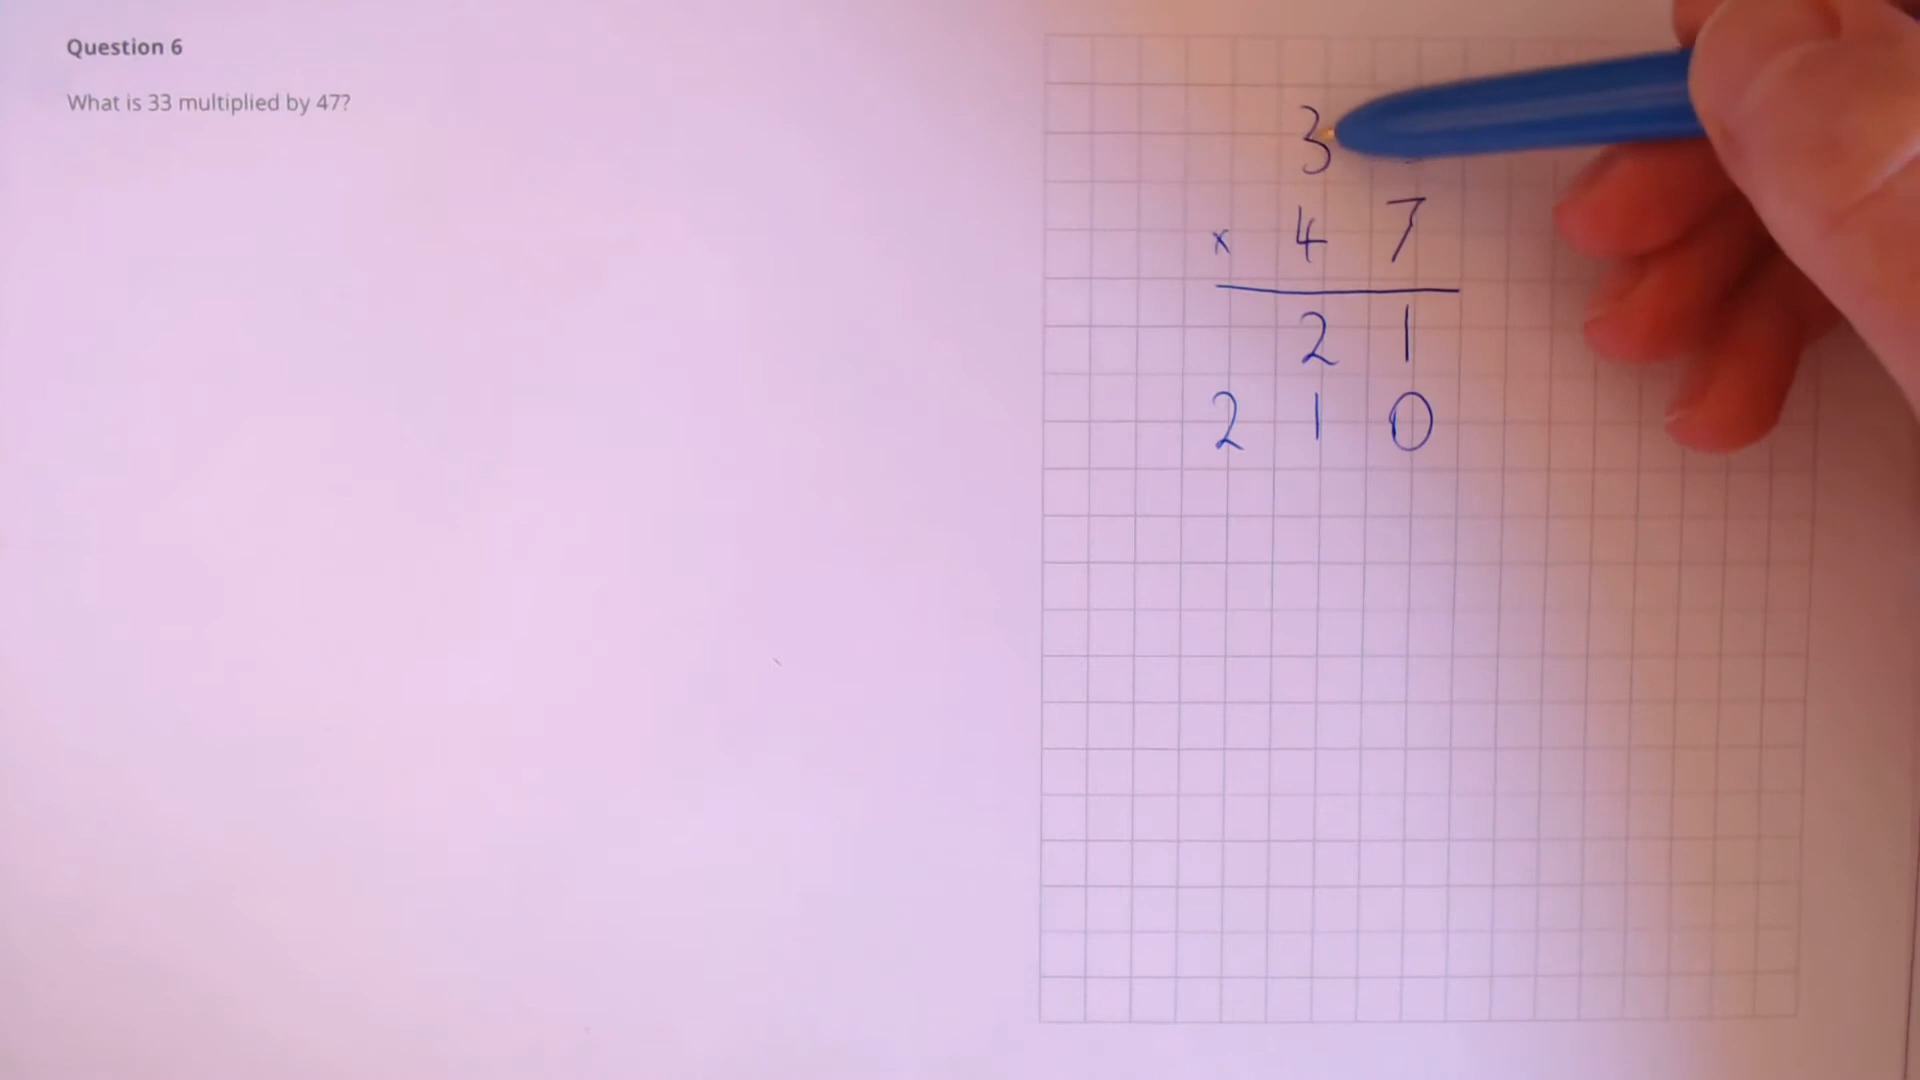 Question 6
What is 33 multiplied by 47?
3
x 4 7
2 1
2 1 0